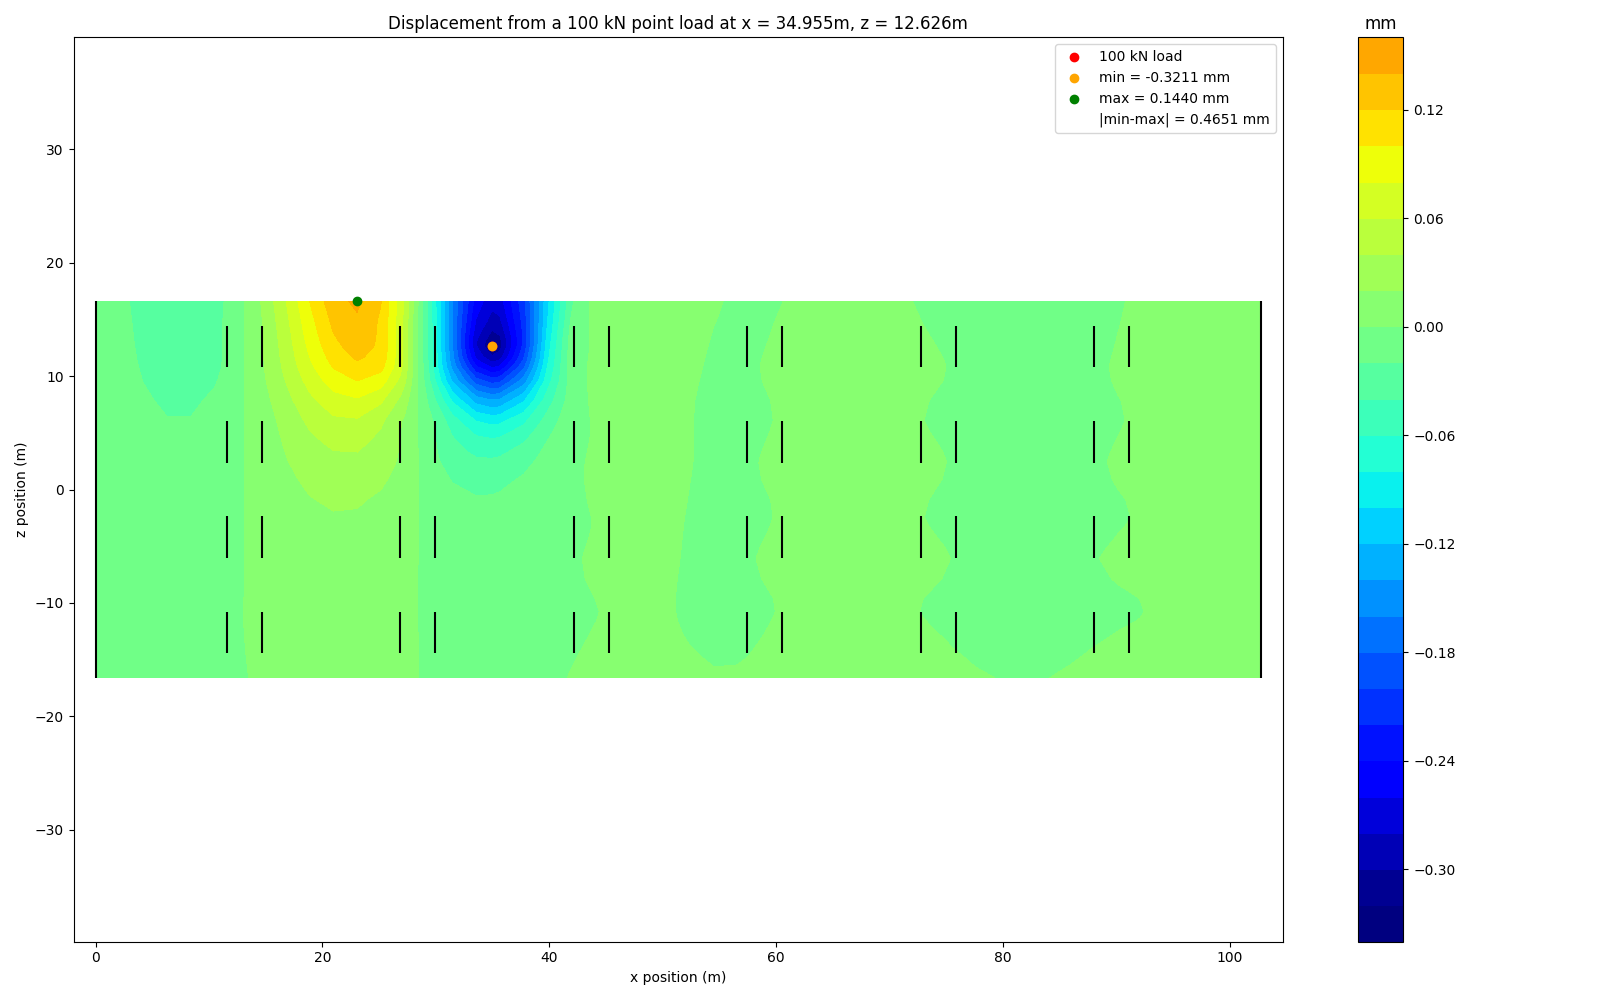 Displacement from a 100 kN point load at x = 34.955m, z = 12.626m
mm
100 kN load
min = -0.3211 mm
max = 0.1440 mm
|min-max| = 0.4651 mm
30
20
10
0
−10
−20
−30
z position (m)
0
20
40
60
80
100
x position (m)
0.12
0.06
0.00
−0.06
−0.12
−0.18
−0.24
−0.30